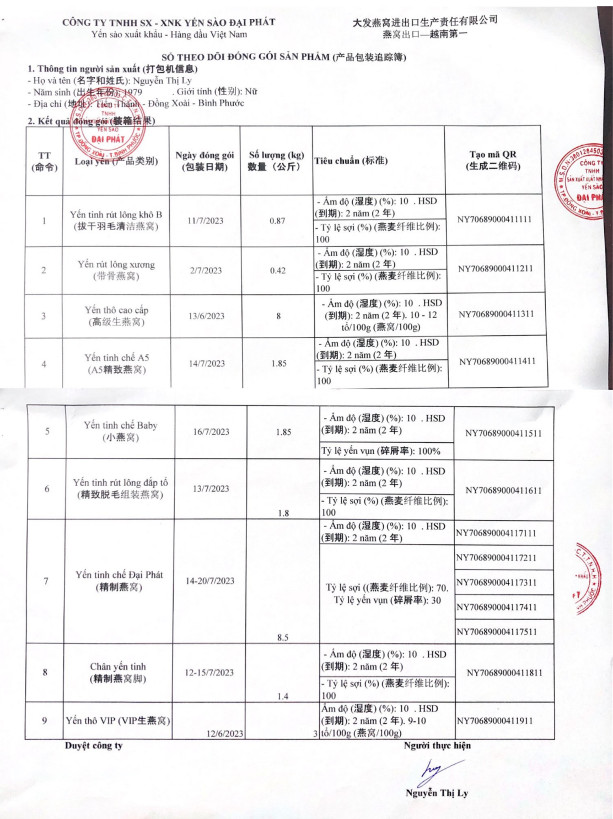 CÔNG TY TNHH SX - XNK YẾN SÀO ĐẠI PHÁT
大发燕窝进出口生产责任有限公司
Yến sào xuất khẩu - Hàng đầu Việt Nam
燕窝出口—越南第一
SỔ THEO DÕI ĐÓNG GÓI SẢN PHẨM (产品包装追踪簿)
1. Thông tin người sản xuất (打包机信息)
- Họ và tên (名字和姓氏): Nguyễn Thị Ly
- Năm sinh (出生年份): 1979 . Giới tính (性别): Nữ
- Địa chỉ (地址): Tiến Thành - Đồng Xoài - Bình Phước
2. Kết quả đóng gói (装箱结果)
TNHH
YẾN SÀO
ĐẠI PHÁT
TT
(命令)
Loại yến (产品类别)
Ngày đóng gói
(包装日期)
Số lượng (kg)
数量（公斤）
Tiêu chuẩn (标准)
Tạo mã QR
(生成二维码)
CÔNG TY
TNHH
YẾN SÀO
ĐẠI PHÁT
1
Yến tinh rút lông khô B
(拔干羽毛清洁燕窝)
11/7/2023
0.87
- Ẩm độ (湿度) (%): 10 . HSD
(到期): 2 năm (2 年)
- Tỷ lệ sợi (%) (燕麦纤维比例):
100
NY70689000411111
2
Yến rút lông xương
(带骨燕窝)
2/7/2023
0.42
- Ẩm độ (湿度) (%): 10 . HSD
(到期): 2 năm (2 年)
- Tỷ lệ sợi (%) (燕麦纤维比例):
100
NY70689000411211
3
Yến thô cao cấp
(高级生燕窝)
13/6/2023
8
- Ẩm độ (湿度) (%): 10 . HSD
(到期): 2 năm (2 年). 10 - 12
tổ/100g (燕窝/100g)
NY70689000411311
4
Yến tinh chế A5
(A5精致燕窝)
14/7/2023
1.85
- Ẩm độ (湿度) (%): 10 . HSD
(到期): 2 năm (2 年)
- Tỷ lệ sợi (%) (燕麦纤维比例):
100
NY70689000411411
5
Yến tinh chế Baby
(小燕窝)
16/7/2023
1.85
- Ẩm độ (湿度) (%): 10 . HSD
(到期): 2 năm (2 年)
Tỷ lệ yến vụn (碎屑率): 100%
NY70689000411511
6
Yến tinh rút lông đắp tổ
(精致脱毛组装燕窝)
13/7/2023
1.8
- Ẩm độ (湿度) (%): 10 . HSD
(到期): 2 năm (2 年)
- Tỷ lệ sợi (%) (燕麦纤维比例):
100
NY70689000411611
7
Yến tinh chế Đại Phát
(精制燕窝)
14-20/7/2023
8.5
- Ẩm độ (湿度) (%): 10 . HSD
(到期): 2 năm (2 年)
Tỷ lệ sợi ((燕麦纤维比例): 70.
Tỷ lệ yến vụn (碎屑率): 30
NY706890004117111
NY706890004117211
NY706890004117311
NY706890004117411
NY706890004117511
8
Chân yến tinh
(精制燕窝脚)
12-15/7/2023
1.4
- Ẩm độ (湿度) (%): 10 . HSD
(到期): 2 năm (2 年)
- Tỷ lệ sợi (%) (燕麦纤维比例):
100
NY70689000411811
9
Yến thô VIP (VIP生燕窝)
12/6/2023
3
Ẩm độ (湿度) (%): 10 . HSD
(到期): 2 năm (2 年). 9-10
tổ/100g (燕窝/100g)
NY70689000411911
Duyệt công ty
Người thực hiện
Nguyễn Thị Ly